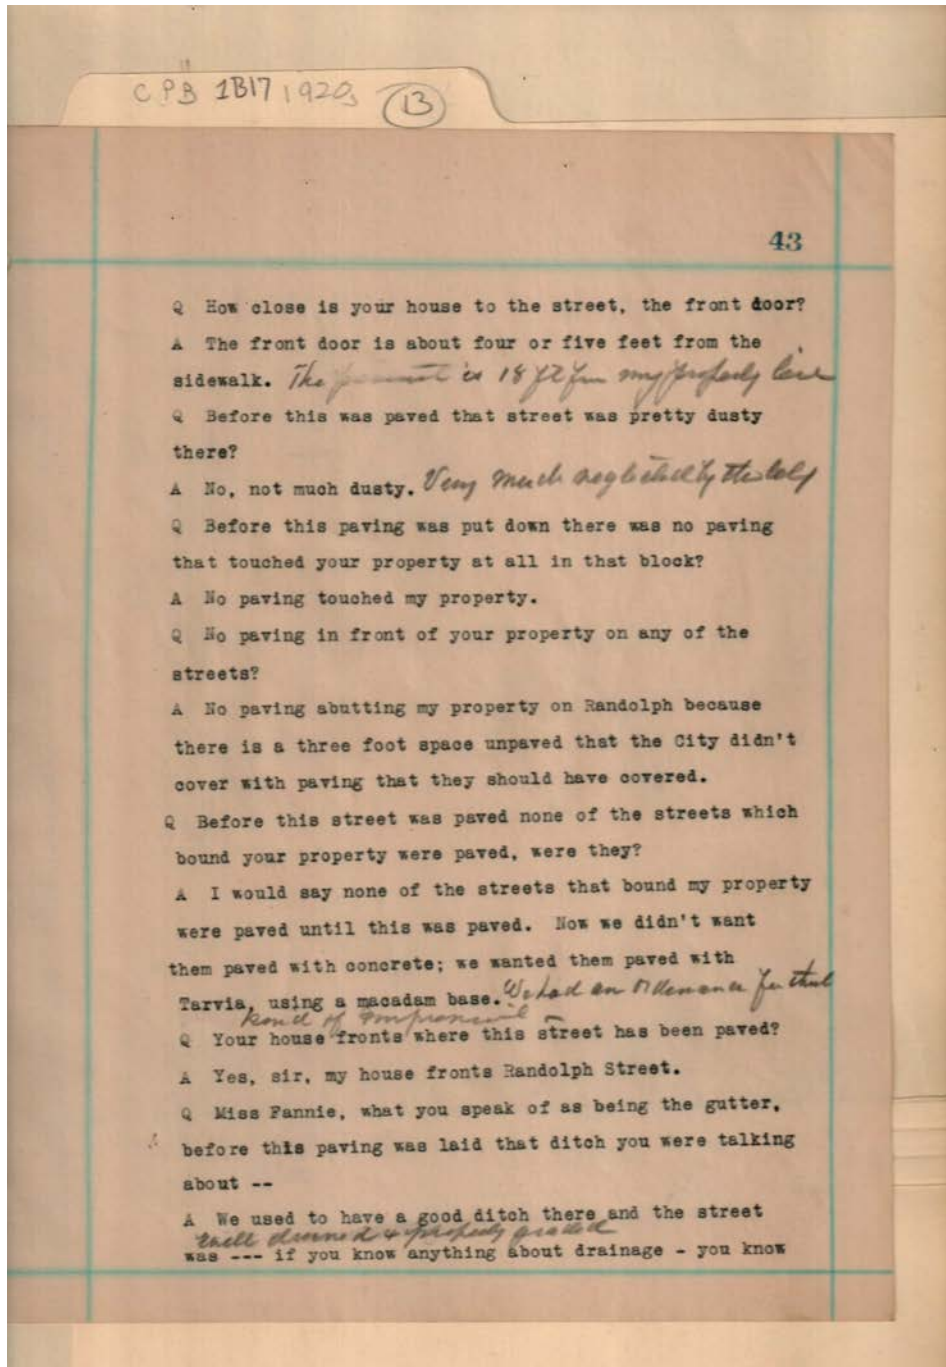 CPB 1B17 1920s 13
43
Q How close is your house to the street, the front door?
A The front door is about four or five feet from the
sidewalk. The is 18 ft from my property line
Q Before this was paved that street was pretty dusty
there?
A No, not much dusty. Very much neglected by the
Q Before this paving was put down there was no paving
that touched your property at all in that block?
A No paving touched my property.
Q No paving in front of your property on any of the
streets?
A No paving abutting my property on Randolph because
there is a three foot space unpaved that the City didn't
cover with paving that they should have covered.
Q Before this street was paved none of the streets which
bound your property were paved, were they?
A I would say none of the streets that bound my property
were paved until this was paved. Now we didn't want
them paved with concrete; we wanted them paved with
Tarvia, using a macadam base. We had an Ordenance for that
kind of
Q Your house fronts where this street has been paved?
A Yes, sir, my house fronts Randolph Street.
Q Miss Fannie, what you speak of as being the gutter,
before this paving was laid that ditch you were talking
about --
A We used to have a good ditch there and the street
well drained & properly graded
was --- if you know anything about drainage - you know